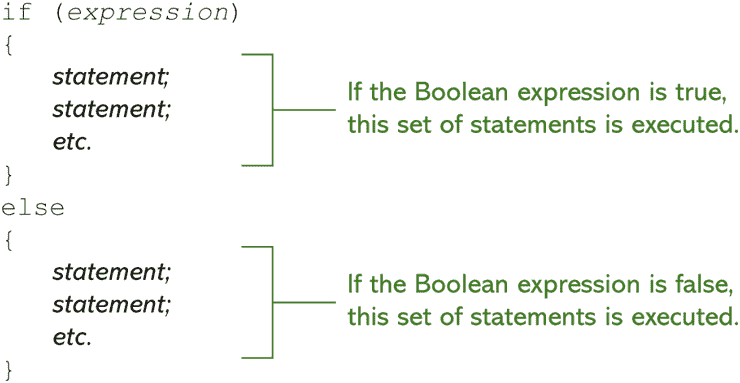 if (expression)
{
statement;
statement;
etc.
}
If the Boolean expression is true,
this set of statements is executed.
else
{
statement;
statement;
etc.
}
If the Boolean expression is false,
this set of statements is executed.